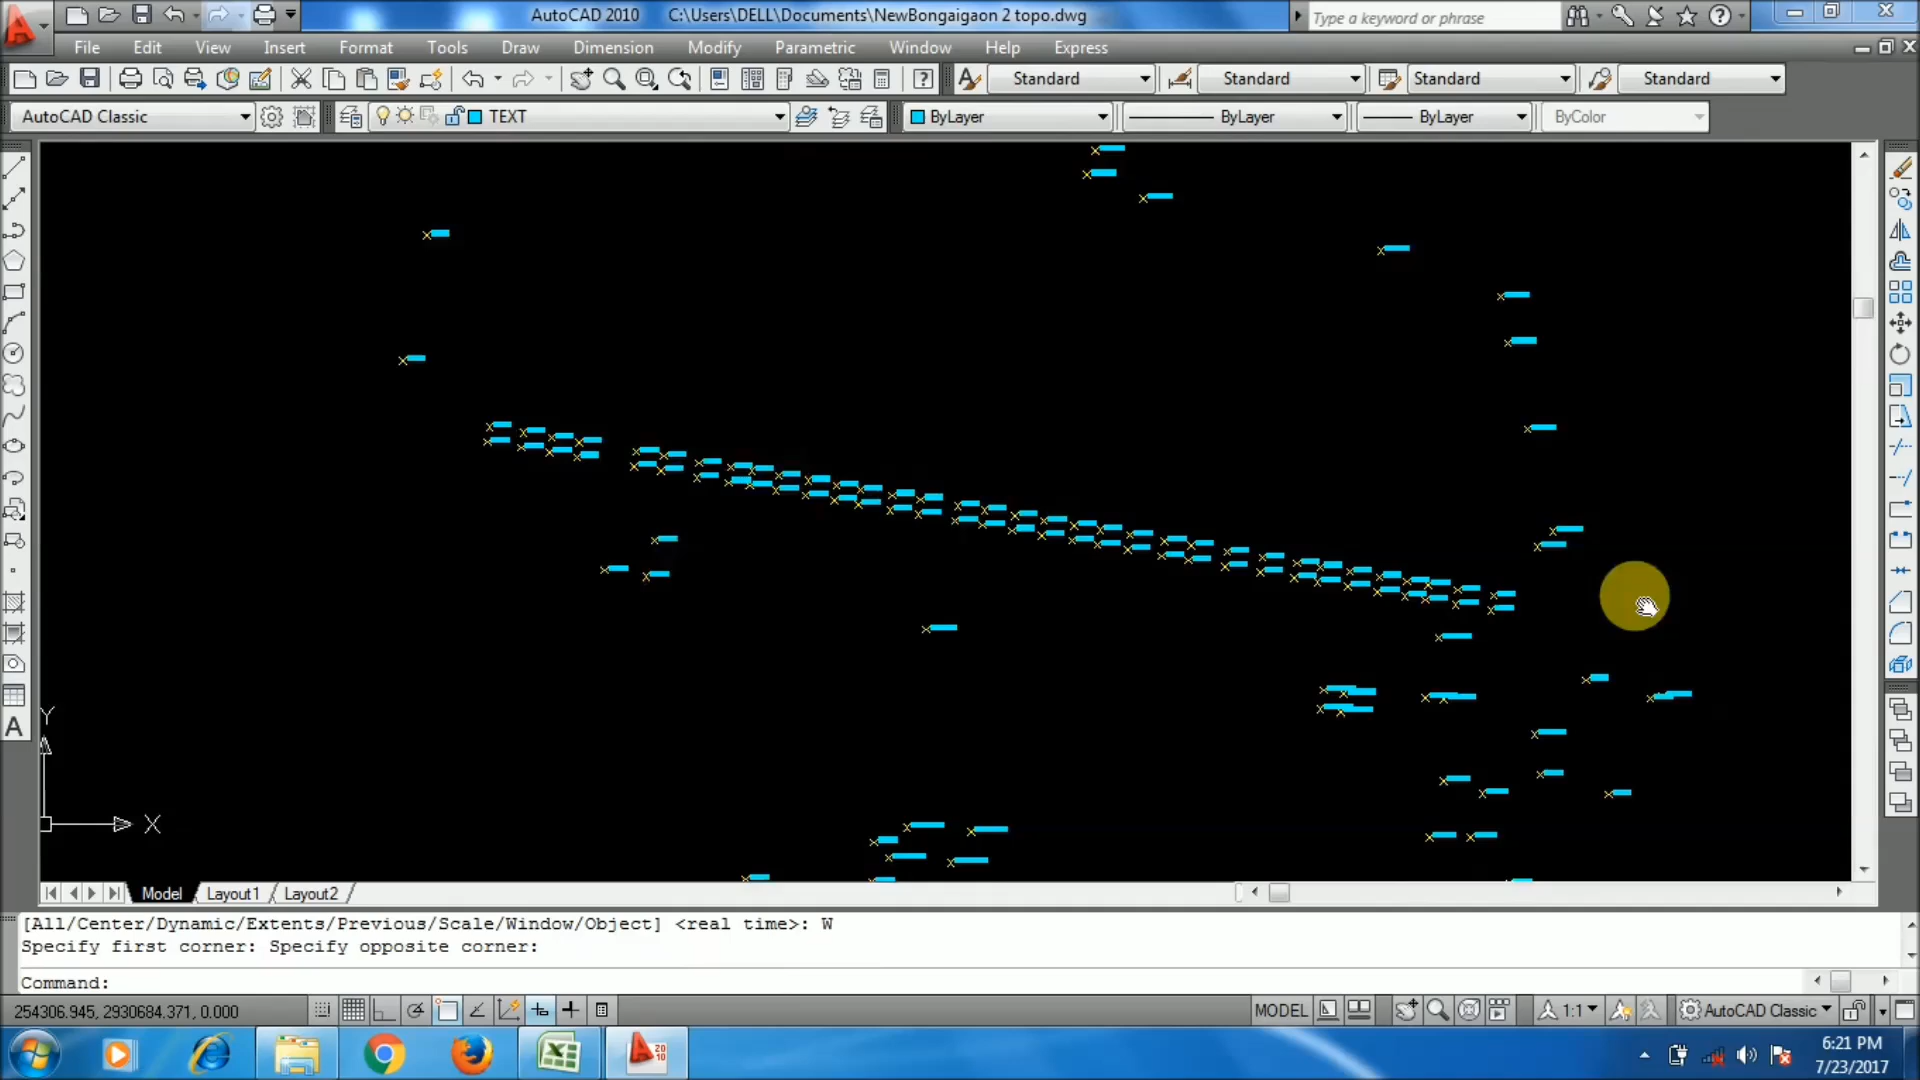 AutoCAD 2010 C:\Users\DELL\Documents\NewBongaigaon 2 topo.dwg
Type a keyword or phrase
File Edit View Insert Format Tools Draw Dimension Modify Parametric Window Help Express
Standard Standard Standard Standard
AutoCAD Classic TEXT ByLayer ByLayer ByLayer ByColor
A
Y
X
Model Layout1 Layout2
[All/Center/Dynamic/Extents/Previous/Scale/Window/Object] <real time>: W
Specify first corner: Specify opposite corner:
Command:
254306.945, 2930684.371, 0.000 MODEL 1:1 AutoCAD Classic
6:21 PM
7/23/2017